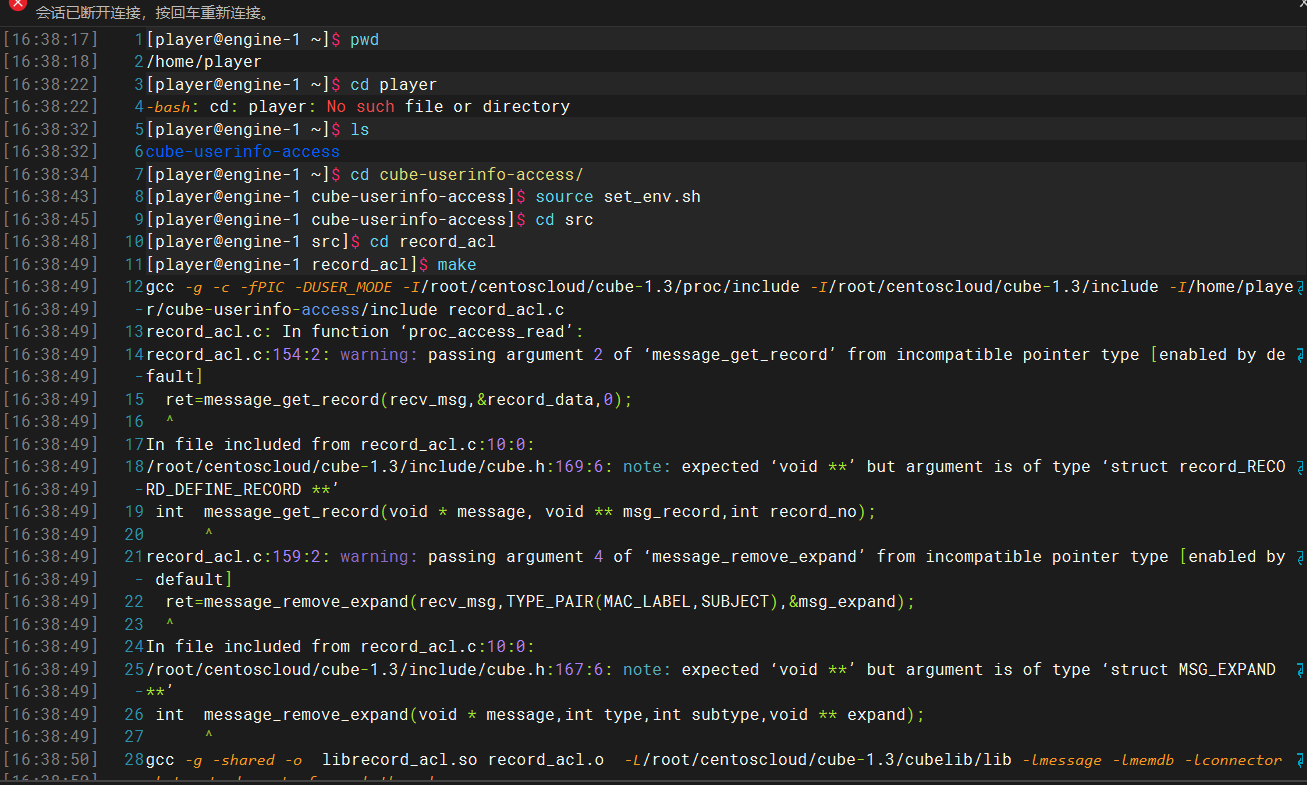 会话已断开连接，按回车重新连接。
[16:38:17] 1[player@engine-1 ~]$ pwd
[16:38:18] 2/home/player
[16:38:22] 3[player@engine-1 ~]$ cd player
[16:38:22] 4-bash: cd: player: No such file or directory
[16:38:32] 5[player@engine-1 ~]$ ls
[16:38:32] 6cube-userinfo-access
[16:38:34] 7[player@engine-1 ~]$ cd cube-userinfo-access/
[16:38:43] 8[player@engine-1 cube-userinfo-access]$ source set_env.sh
[16:38:45] 9[player@engine-1 cube-userinfo-access]$ cd src
[16:38:48] 10[player@engine-1 src]$ cd record_acl
[16:38:49] 11[player@engine-1 record_acl]$ make
[16:38:49] 12gcc -g -c -fPIC -DUSER_MODE -I/root/centoscloud/cube-1.3/proc/include -I/root/centoscloud/cube-1.3/include -I/home/playe
[16:38:49] -r/cube-userinfo-access/include record_acl.c
[16:38:49] 13record_acl.c: In function ‘proc_access_read’:
[16:38:49] 14record_acl.c:154:2: warning: passing argument 2 of ‘message_get_record’ from incompatible pointer type [enabled by de
[16:38:49] -fault]
[16:38:49] 15  ret=message_get_record(recv_msg,&record_data,0);
[16:38:49] 16  ^
[16:38:49] 17In file included from record_acl.c:10:0:
[16:38:49] 18/root/centoscloud/cube-1.3/include/cube.h:169:6: note: expected ‘void **’ but argument is of type ‘struct record_RECO
[16:38:49] -RD_DEFINE_RECORD **’
[16:38:49] 19 int  message_get_record(void * message, void ** msg_record,int record_no);
[16:38:49] 20      ^
[16:38:49] 21record_acl.c:159:2: warning: passing argument 4 of ‘message_remove_expand’ from incompatible pointer type [enabled by
[16:38:49] - default]
[16:38:49] 22  ret=message_remove_expand(recv_msg,TYPE_PAIR(MAC_LABEL,SUBJECT),&msg_expand);
[16:38:49] 23  ^
[16:38:49] 24In file included from record_acl.c:10:0:
[16:38:49] 25/root/centoscloud/cube-1.3/include/cube.h:167:6: note: expected ‘void **’ but argument is of type ‘struct MSG_EXPAND
[16:38:49] -**’
[16:38:49] 26 int  message_remove_expand(void * message,int type,int subtype,void ** expand);
[16:38:49] 27      ^
[16:38:50] 28gcc -g -shared -o  librecord_acl.so record_acl.o  -L/root/centoscloud/cube-1.3/cubelib/lib -lmessage -lmemdb -lconnector